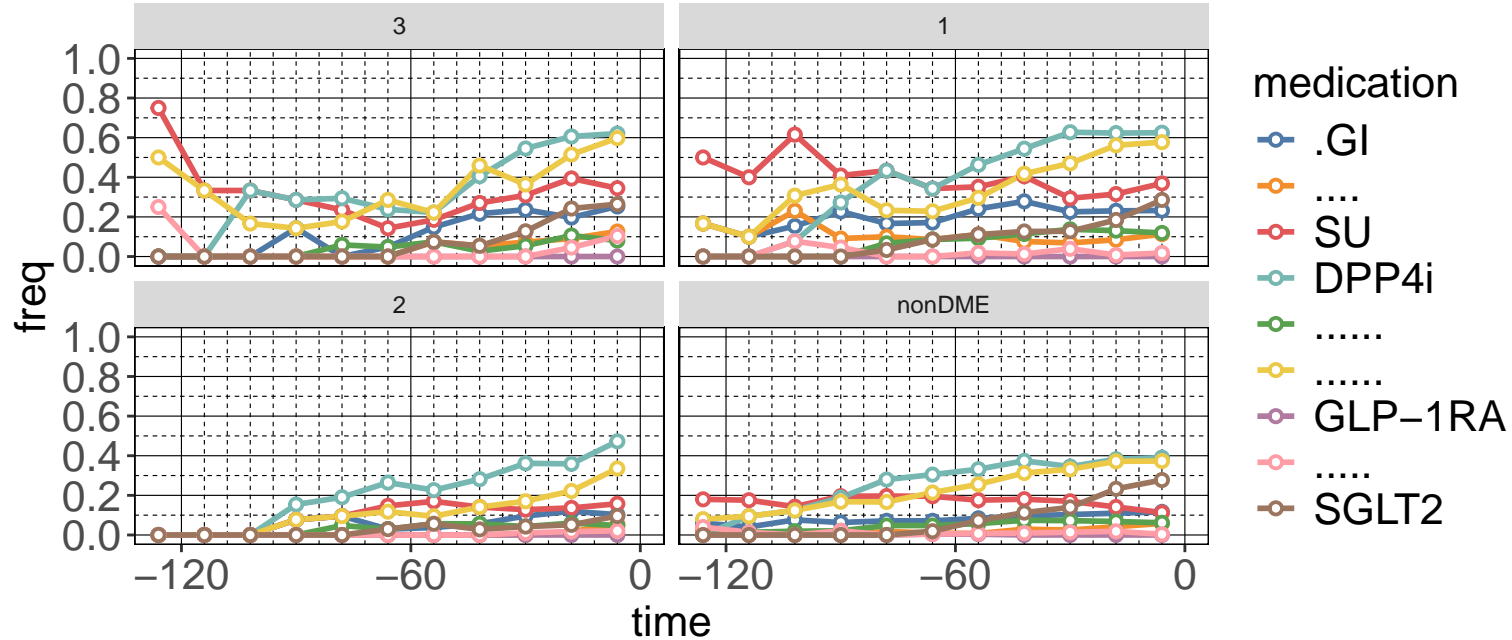 3
1
1.0
0.8
0.6
0.4
0.2
0.0
2
nonDME
1.0
0.8
0.6
0.4
0.2
0.0
−120
−60
0
−120
−60
0
freq
time
medication
.GI
....
SU
DPP4i
......
......
GLP−1RA
.....
SGLT2